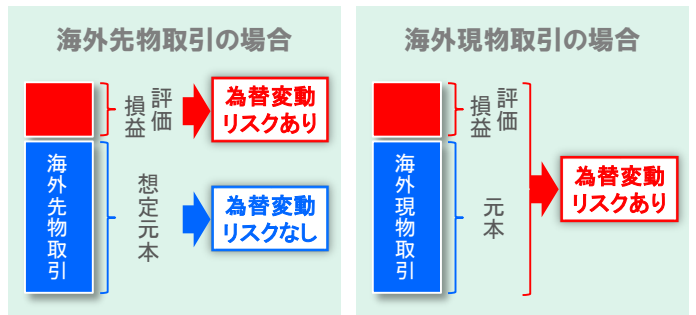 海外先物取引の場合
評価
損益
為替変動
リスクあり
海外先物取引
想定元本
為替変動
リスクなし
海外現物取引の場合
評価
損益
海外現物取引
元本
為替変動
リスクあり